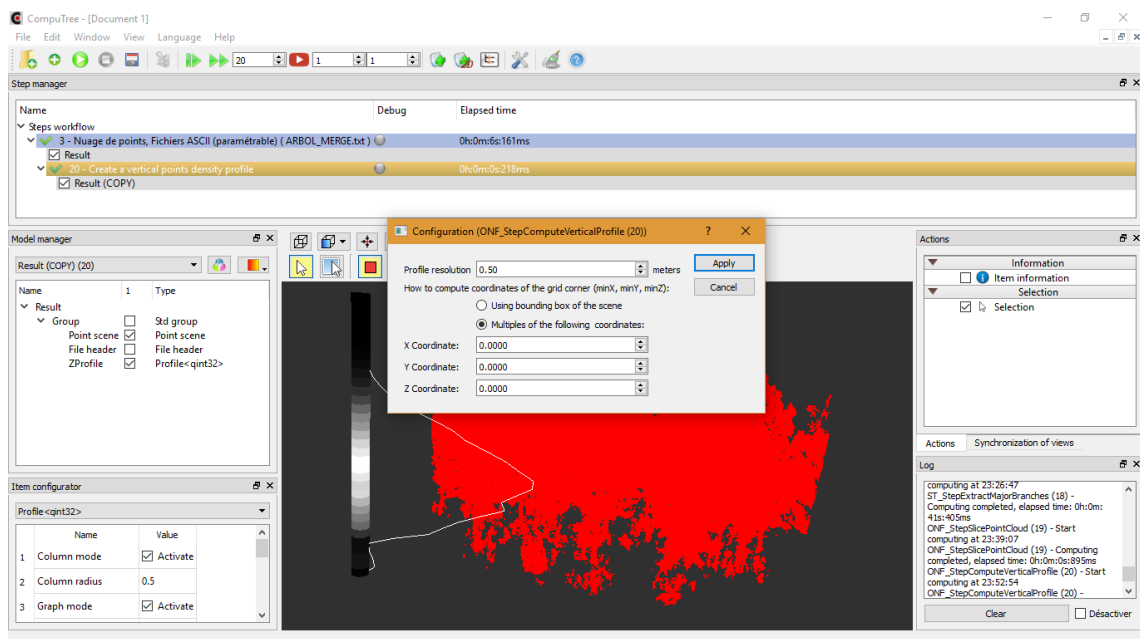 CompuTree - [Document 1]
File Edit Window View Language Help
20 1 1
Step manager
Name Debug Elapsed time
Steps workflow
3 - Nuage de points, Fichiers ASCII (paramétrable) ( ARBOL_MERGE.txt ) 0h:0m:6s:161ms
Result
20 - Create a vertical points density profile 0h:0m:0s:218ms
Result (COPY)
Model manager
Result (COPY) (20)
Name 1 Type
Result
Group Std group
Point scene Point scene
File header File header
ZProfile Profile<qint32>
Item configurator
Profile<qint32>
Name Value
1 Column mode Activate
2 Column radius 0.5
3 Graph mode Activate
Configuration (ONF_StepComputeVerticalProfile (20)) ?
Profile resolution 0.50 meters Apply
How to compute coordinates of the grid corner (minX, minY, minZ): Cancel
Using bounding box of the scene
Multiples of the following coordinates:
X Coordinate: 0.0000
Y Coordinate: 0.0000
Z Coordinate: 0.0000
Actions
Information
Item information
Selection
Selection
Actions Synchronization of views
Log
computing at 23:26:47
ST_StepExtractMajorBranches (18) -
Computing completed, elapsed time: 0h:0m:
41s:405ms
ONF_StepSlicePointCloud (19) - Start
computing at 23:39:07
ONF_StepSlicePointCloud (19) - Computing
completed, elapsed time: 0h:0m:0s:895ms
ONF_StepComputeVerticalProfile (20) - Start
computing at 23:52:54
ONF_StepComputeVerticalProfile (20) -
Clear Désactiver